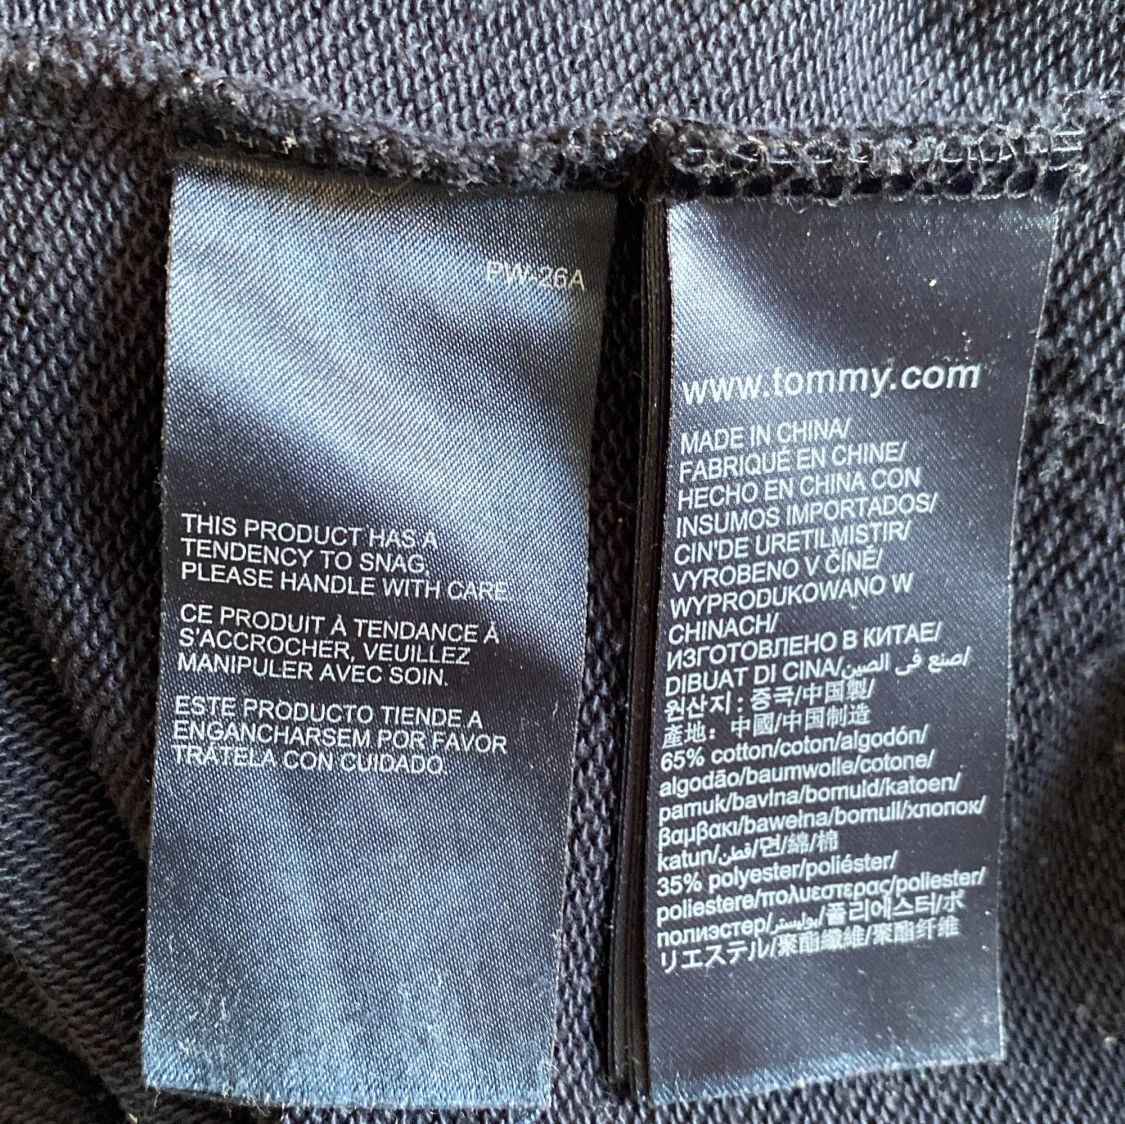 PW-26A
THIS PRODUCT HAS A
TENDENCY TO SNAG
PLEASE HANDLE WITH CARE
CE PRODUIT À TENDANCE À
S'ACCROCHER, VEUILLEZ
MANIPULER AVEC SOIN.
ESTE PRODUCTO TIENDE A
ENGANCHARSEM POR FAVOR
TRÁTELA CON CUIDADO.
www.tommy.com
MADE IN CHINA/
FABRIQUÉ EN CHINE/
HECHO EN CHINA CON
INSUMOS IMPORTADOS/
CIN'DE URETILMISTIR/
VYROBENO V ČÍNĚ/
WYPRODUKOWANO W
CHINACH/
ИЗГОТОВЛЕНО В КИТАЕ/
DIBUAT DI CINA/صنع في الصين/
원산지 : 중국/中国製/
產地：中國/中国制造
65% cotton/coton/algodón/
algodão/baumwolle/cotone/
pamuk/bavlna/bomuld/katoen/
βαμβακι/bawełna/bomull/хлопок/
katun/قطن/면/綿/棉
35% polyester/poliéster/
poliestere/πολυεστερας/poliester/
полиэстер/بوليستر/폴리에스터/ポ
リエステル/聚酯纖維/聚酯纤维